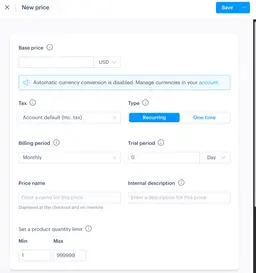 New price
Save
Base price
USD
Automatic currency conversion is disabled. Manage currencies in your account
Tax
Type
Account default (Inc. tax)
Recurring
One time
Billing period
Trial period
Monthly
0
Day
Price name
Internal description
Enter a name for this price
Enter a description for this price
Displayed at the checkout and on invoice
Set a product quantity limit
Min
Max
1
999999